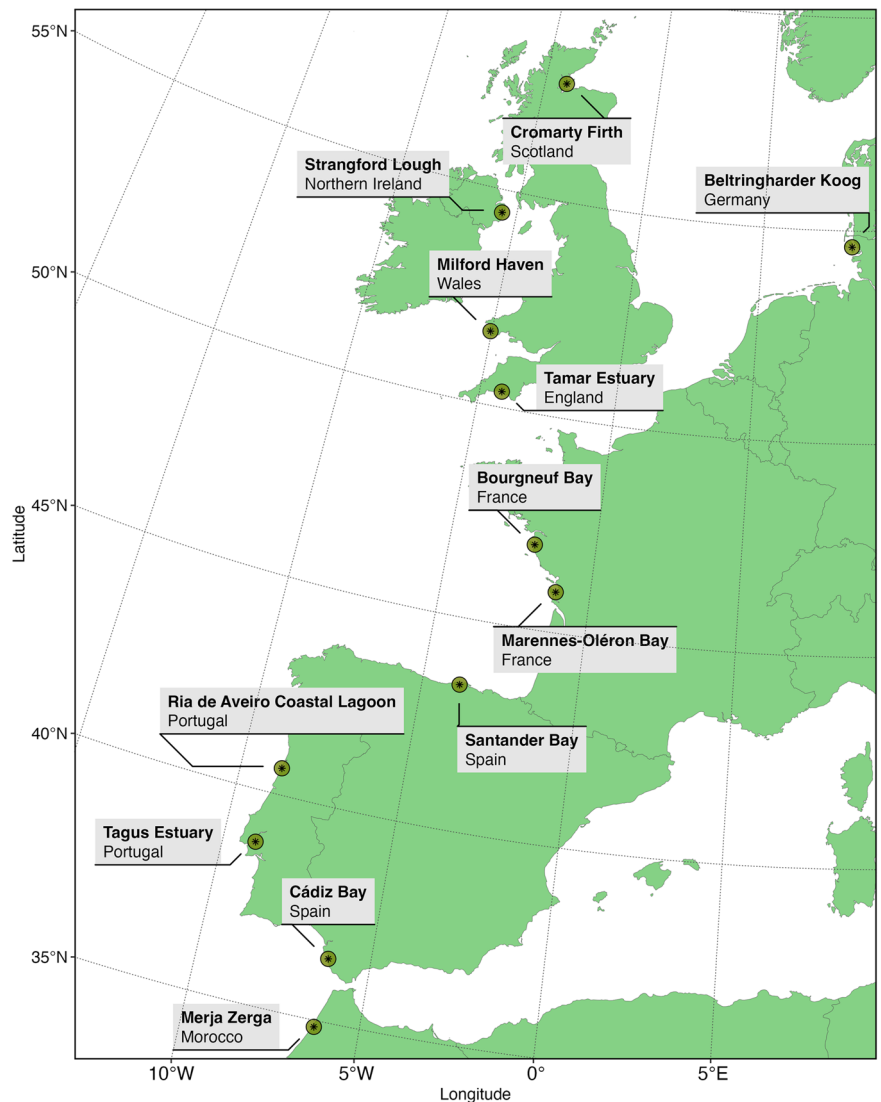 55°N
Cromarty Firth
Scotland
Strangford Lough
Northern Ireland
Beltringharder Koog
Germany
50°N
Milford Haven
Wales
Tamar Estuary
England
Bourgneuf Bay
France
45°N
Latitude
Marennes-Oléron Bay
France
Ria de Aveiro Coastal Lagoon
Portugal
40°N
Santander Bay
Spain
Tagus Estuary
Portugal
Cádiz Bay
Spain
35°N
Merja Zerga
Morocco
10°W
5°W
0°
5°E
Longitude